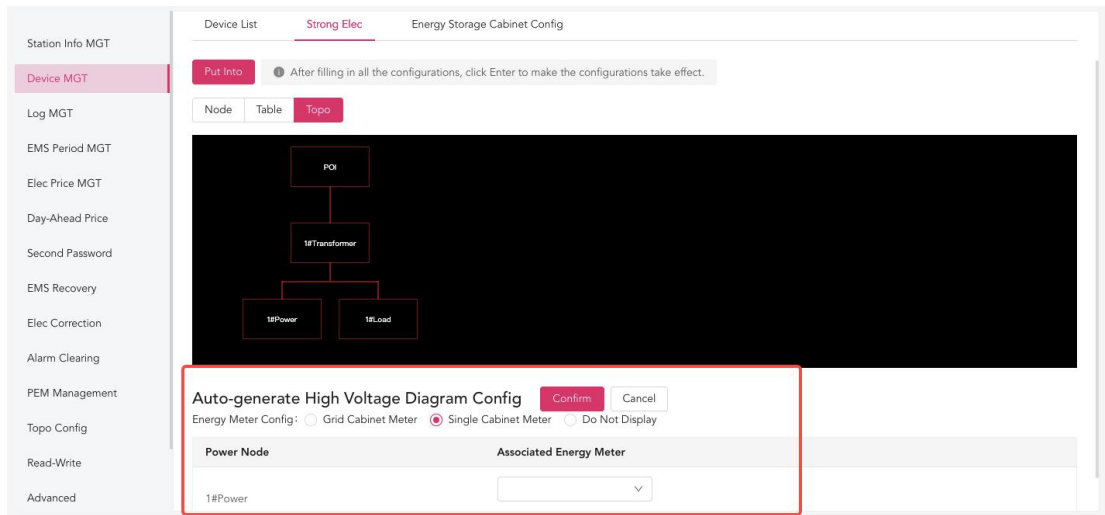 Device List Strong Elec Energy Storage Cabinet Config
Station Info MGT
Device MGT
Log MGT
EMS Period MGT
Elec Price MGT
Day-Ahead Price
Second Password
EMS Recovery
Elec Correction
Alarm Clearing
PEM Management
Topo Config
Read-Write
Advanced
Put Into
After filling in all the configurations, click Enter to make the configurations take effect.
Node Table Topo
POI
1#Transformer
1#Power 1#Load
Auto-generate High Voltage Diagram Config Confirm Cancel
Energy Meter Config: Grid Cabinet Meter Single Cabinet Meter Do Not Display
Power Node Associated Energy Meter
1#Power